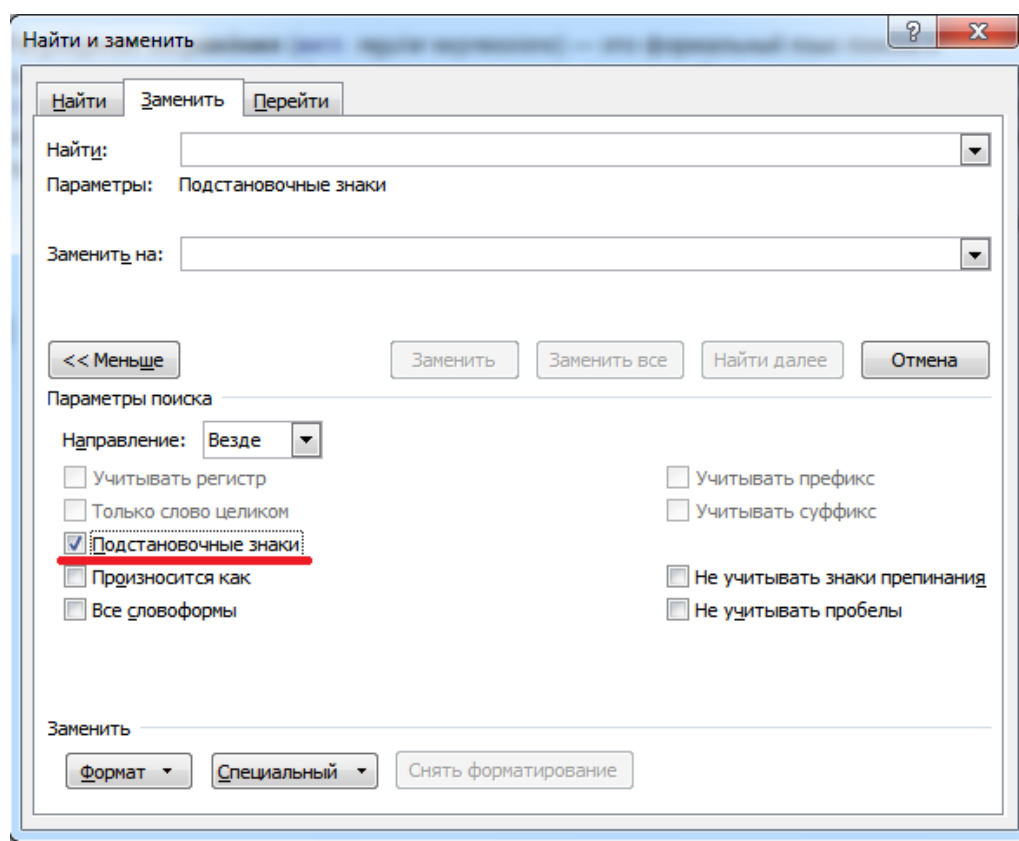 Найти и заменить
Найти Заменить Перейти
Найти:
Параметры: Подстановочные знаки
Заменить на:
<< Меньше Заменить Заменить все Найти далее Отмена
Параметры поиска
Направление: Везде
Учитывать регистр Учитывать префикс
Только слово целиком Учитывать суффикс
Подстановочные знаки
Произносится как Не учитывать знаки препинания
Все словоформы Не учитывать пробелы
Заменить
Формат Специальный Снять форматирование